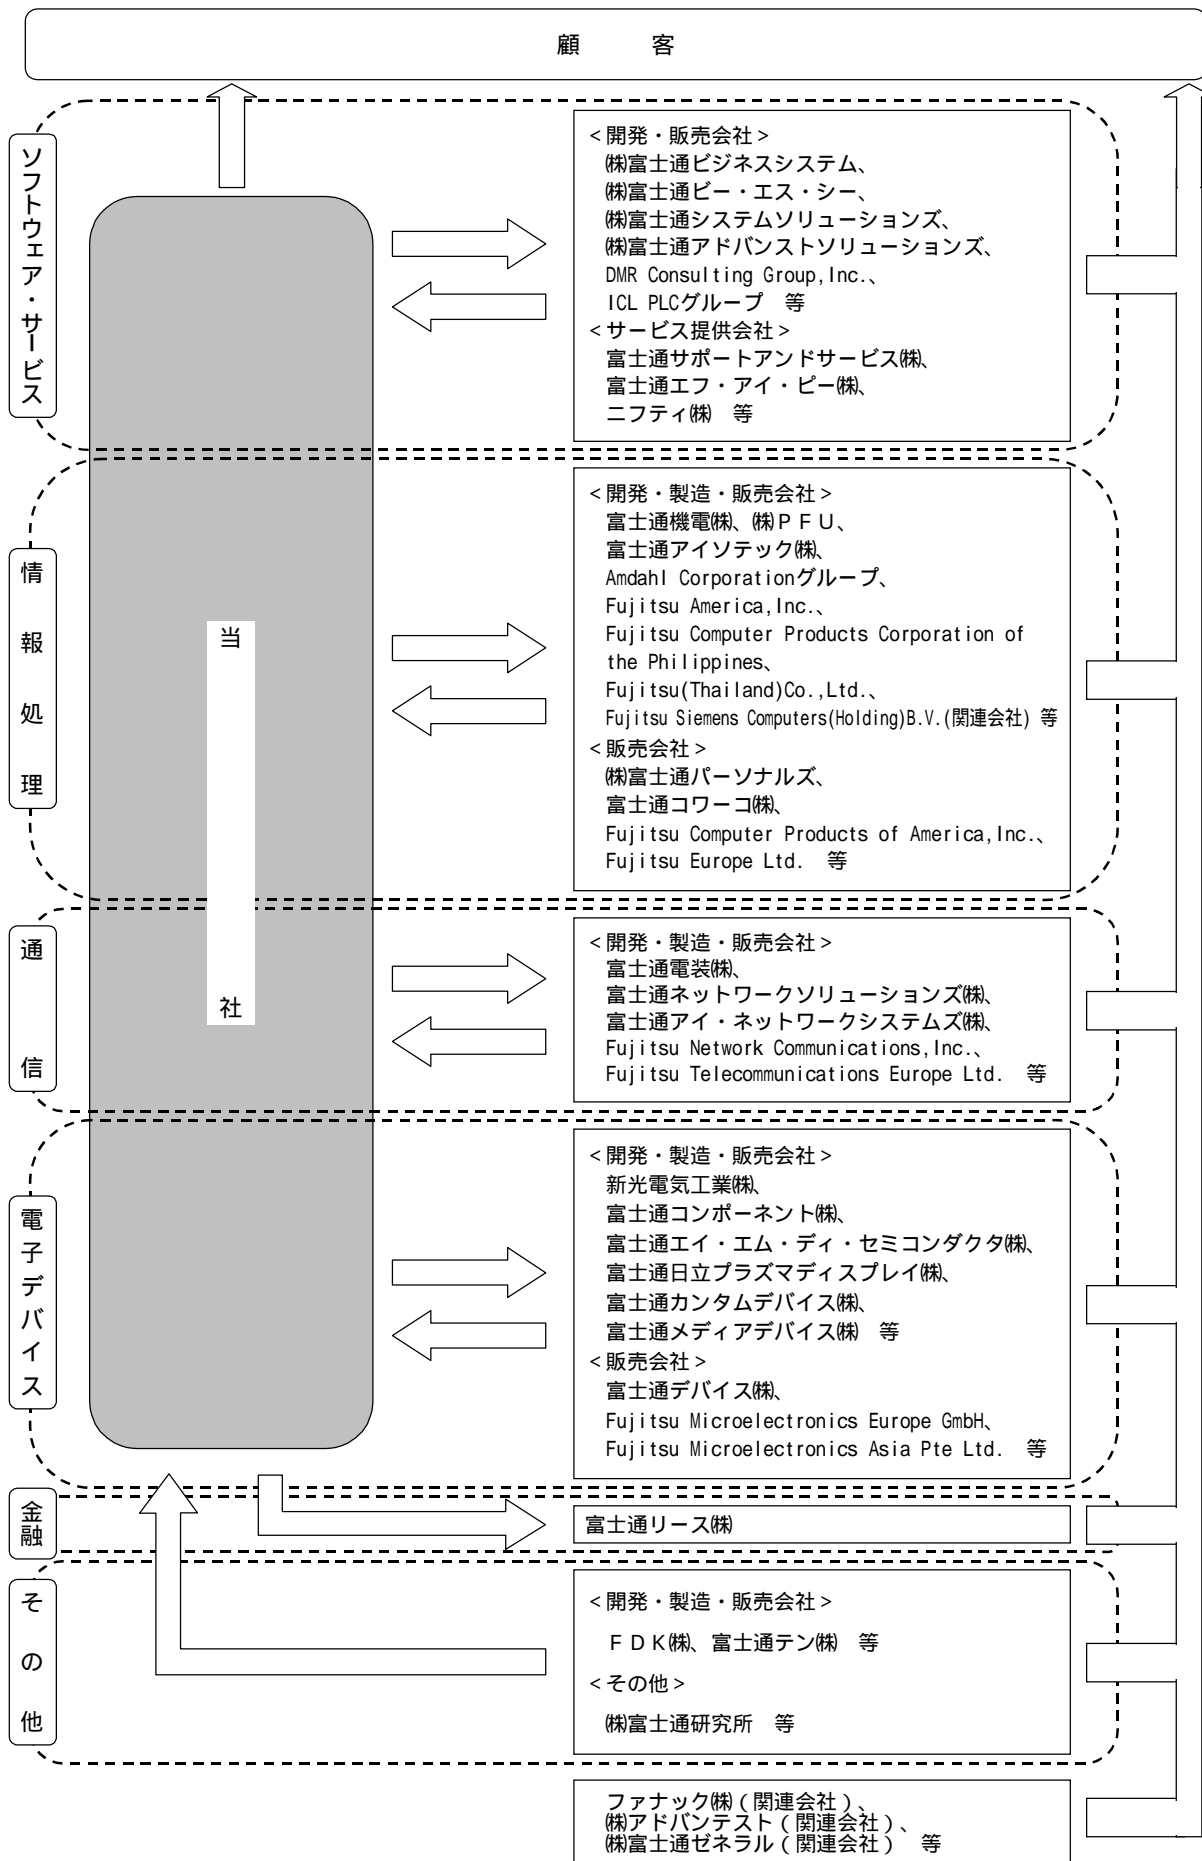 顧　客
ソフトウェア・サービス
<開発・販売会社>
㈱富士通ビジネスシステム、
㈱富士通ビー・エス・シー、
㈱富士通システムソリューションズ、
㈱富士通アドバンストソリューションズ、
DMR Consulting Group,Inc.、
ICL PLCグループ　等
<サービス提供会社>
富士通サポートアンドサービス㈱、
富士通エフ・アイ・ピー㈱、
ニフティ㈱　等
情報処理
当社
<開発・製造・販売会社>
富士通機電㈱、㈱ＰＦＵ、
富士通アイソテック㈱、
Amdahl Corporationグループ、
Fujitsu America,Inc.、
Fujitsu Computer Products Corporation of
the Philippines、
Fujitsu(Thailand)Co.,Ltd.、
Fujitsu Siemens Computers(Holding)B.V.(関連会社) 等
<販売会社>
㈱富士通パーソナルズ、
富士通コワーコ㈱、
Fujitsu Computer Products of America,Inc.、
Fujitsu Europe Ltd.　等
通信
<開発・製造・販売会社>
富士通電装㈱、
富士通ネットワークソリューションズ㈱、
富士通アイ・ネットワークシステムズ㈱、
Fujitsu Network Communications,Inc.、
Fujitsu Telecommunications Europe Ltd.　等
電子デバイス
<開発・製造・販売会社>
新光電気工業㈱、
富士通コンポーネント㈱、
富士通エイ・エム・ディ・セミコンダクタ㈱、
富士通日立プラズマディスプレイ㈱、
富士通カンタムデバイス㈱、
富士通メディアデバイス㈱　等
<販売会社>
富士通デバイス㈱、
Fujitsu Microelectronics Europe GmbH、
Fujitsu Microelectronics Asia Pte Ltd.　等
金融
富士通リース㈱
その他
<開発・製造・販売会社>
ＦＤＫ㈱、富士通テン㈱　等
<その他>
㈱富士通研究所　等
ファナック㈱（関連会社）、
㈱アドバンテスト（関連会社）、
㈱富士通ゼネラル（関連会社）　等